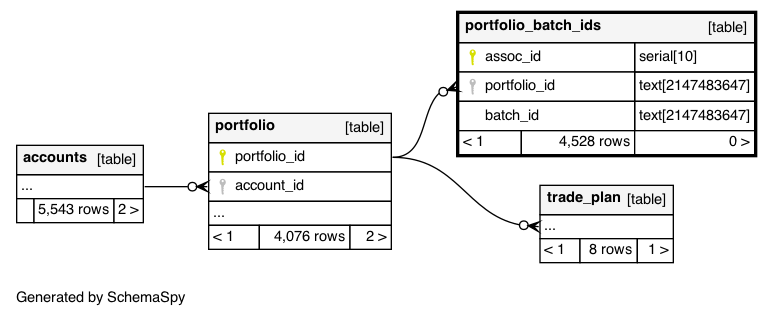 portfolio_batch_ids [table]
assoc_id serial[10]
portfolio_id text[2147483647]
batch_id text[2147483647]
< 1 4,528 rows 0 >
portfolio [table]
portfolio_id
account_id
...
< 1 4,076 rows 2 >
accounts [table]
...
5,543 rows 2 >
trade_plan [table]
...
< 1 8 rows 1 >
Generated by SchemaSpy